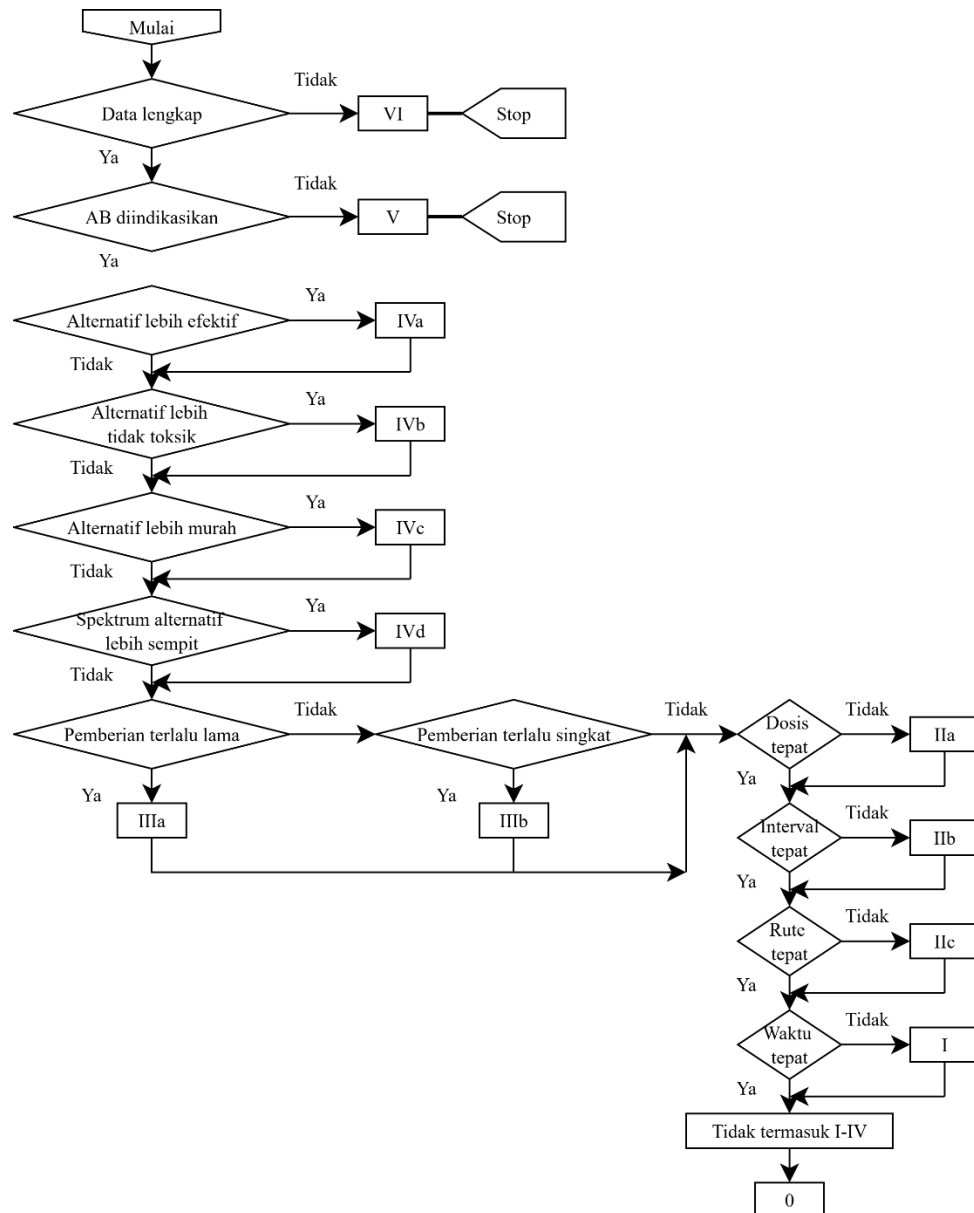 Mulai
Tidak
Data lengkap
VI
Stop
Ya
Tidak
AB diindikasikan
V
Stop
Ya
Ya
Alternatif lebih efektif
IVa
Tidak
Ya
Alternatif lebih
tidak toksik
IVb
Tidak
Ya
Alternatif lebih murah
IVc
Tidak
Ya
Spektrum alternatif
lebih sempit
IVd
Tidak
Pemberian terlalu lama
Tidak
Pemberian terlalu singkat
Tidak
Dosis
tepat
Tidak
IIa
Ya
IIIa
Ya
IIIb
Ya
Interval
tepat
Tidak
IIb
Ya
Rute
tepat
Tidak
IIc
Ya
Waktu
tepat
Tidak
I
Ya
Tidak termasuk I-IV
0